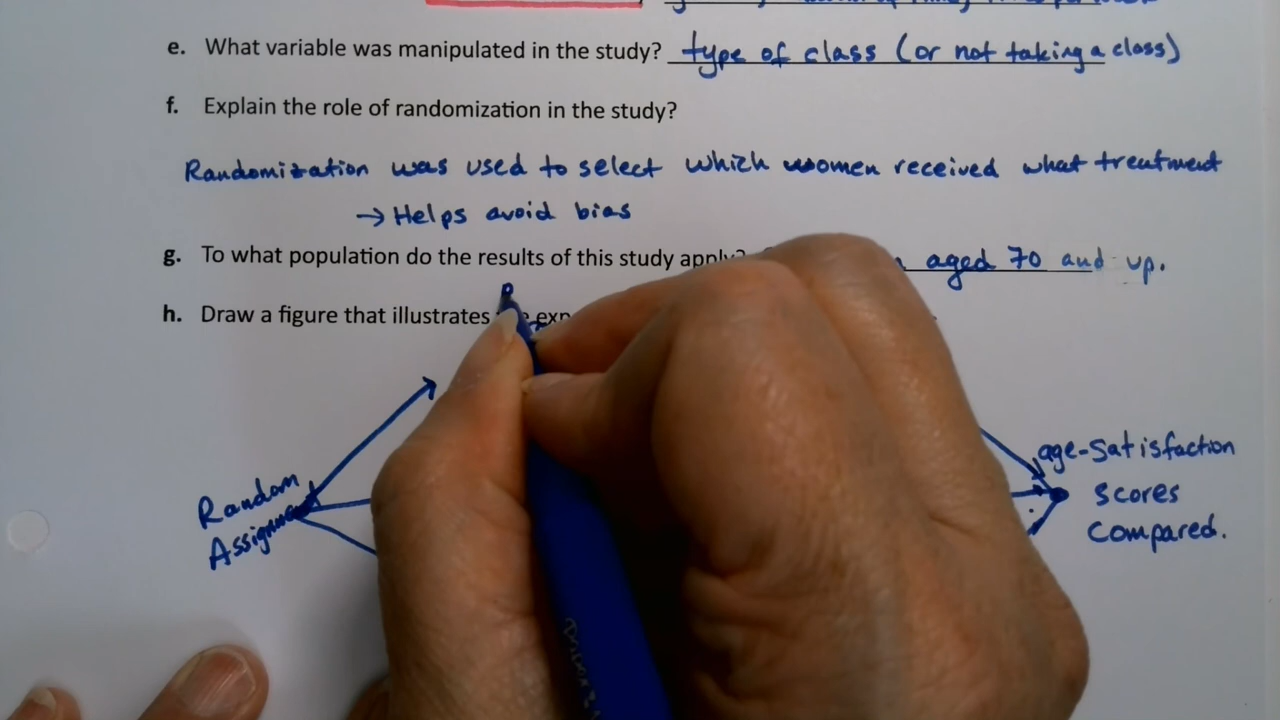 e. What variable was manipulated in the study? type of class (or not taking a class)
f. Explain the role of randomization in the study?
Randomization was used to select which women received what treatment
→ Helps avoid bias
g. To what population do the results of this study apply? aged 70 and up.
h. Draw a figure that illustrates
Random
Assignment
age-satisfaction
scores
compared.